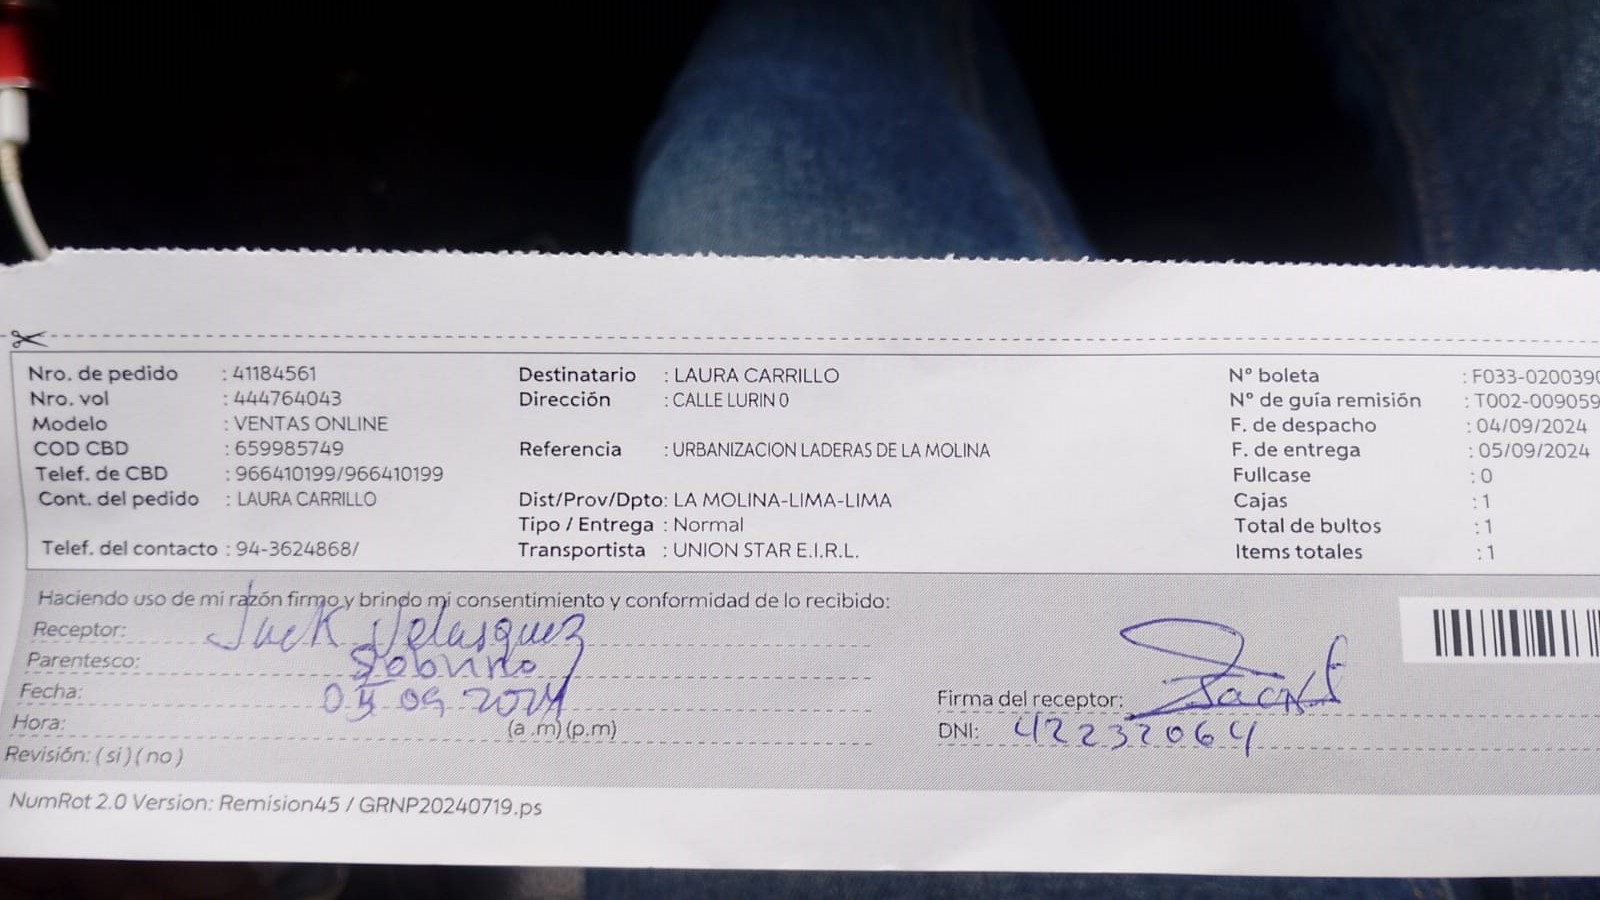 Nro. de pedido : 41184561
Nro. vol : 444764043
Modelo : VENTAS ONLINE
COD CBD : 659985749
Telef. de CBD : 966410199/966410199
Cont. del pedido : LAURA CARRILLO
Telef. del contacto : 94-3624868/
Destinatario : LAURA CARRILLO
Dirección : CALLE LURIN 0
Referencia : URBANIZACION LADERAS DE LA MOLINA
Dist/Prov/Dpto: LA MOLINA-LIMA-LIMA
Tipo / Entrega : Normal
Transportista : UNION STAR E.I.R.L.
N° boleta : F033-0200390
N° de guía remisión : T002-009059
F. de despacho : 04/09/2024
F. de entrega : 05/09/2024
Fullcase : 0
Cajas : 1
Total de bultos : 1
Items totales : 1
Haciendo uso de mi razón firmo y brindo mi consentimiento y conformidad de lo recibido:
Receptor: Jack Velasquez
Parentesco: Sobrino
Fecha: 05 09 2024
Hora: (a .m) (p.m)
Revisión: ( si ) ( no )
Firma del receptor:
DNI: 42232064
NumRot 2.0 Version: Remision45 / GRNP20240719.ps